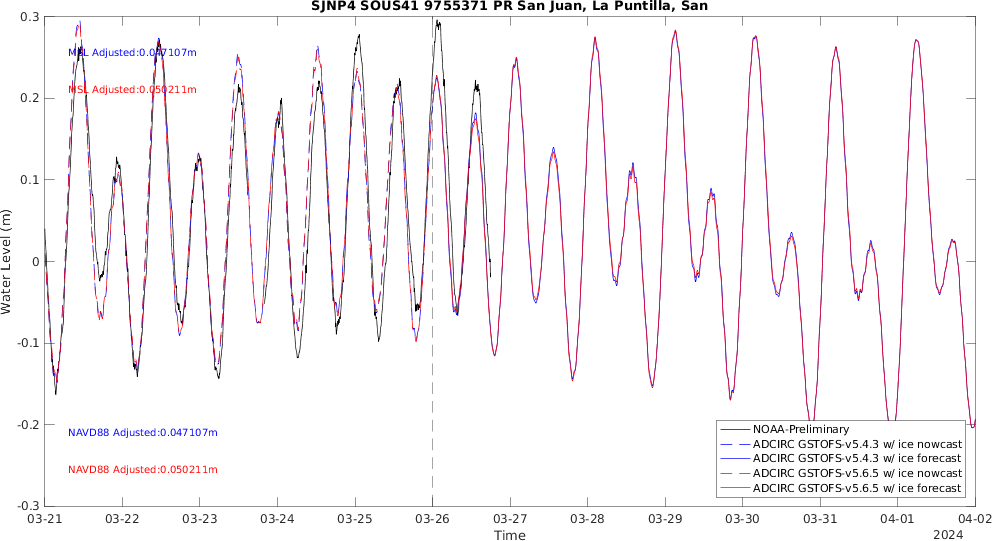 SJNP4 SOUS41 9755371 PR San Juan, La Puntilla, San
0.3
0.2
0.1
0
-0.1
-0.2
-0.3
Water Level (m)
MSL Adjusted:0.047107m
MSL Adjusted:0.050211m
NAVD88 Adjusted:0.047107m
NAVD88 Adjusted:0.050211m
NOAA-Preliminary
ADCIRC GSTOFS-v5.4.3 w/ ice nowcast
ADCIRC GSTOFS-v5.4.3 w/ ice forecast
ADCIRC GSTOFS-v5.6.5 w/ ice nowcast
ADCIRC GSTOFS-v5.6.5 w/ ice forecast
03-21 03-22 03-23 03-24 03-25 03-26 03-27 03-28 03-29 03-30 03-31 04-01 04-02
Time
2024